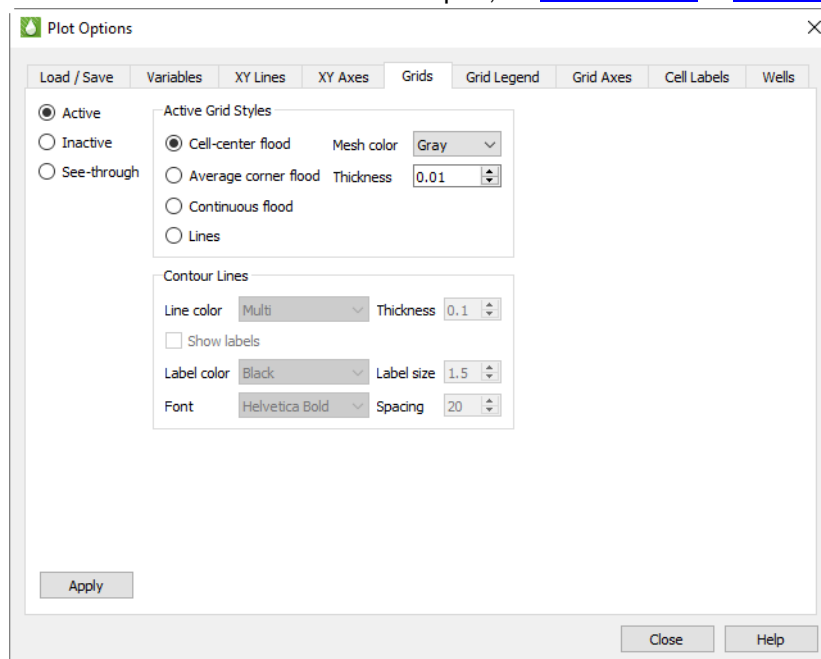 Plot Options
Load / Save Variables XY Lines XY Axes Grids Grid Legend Grid Axes Cell Labels Wells
Active
Inactive
See-through
Active Grid Styles
Cell-center flood Mesh color Gray
Average corner flood Thickness 0.01
Continuous flood
Lines
Contour Lines
Line color Multi Thickness 0.1
Show labels
Label color Black Label size 1.5
Font Helvetica Bold Spacing 20
Apply
Close Help